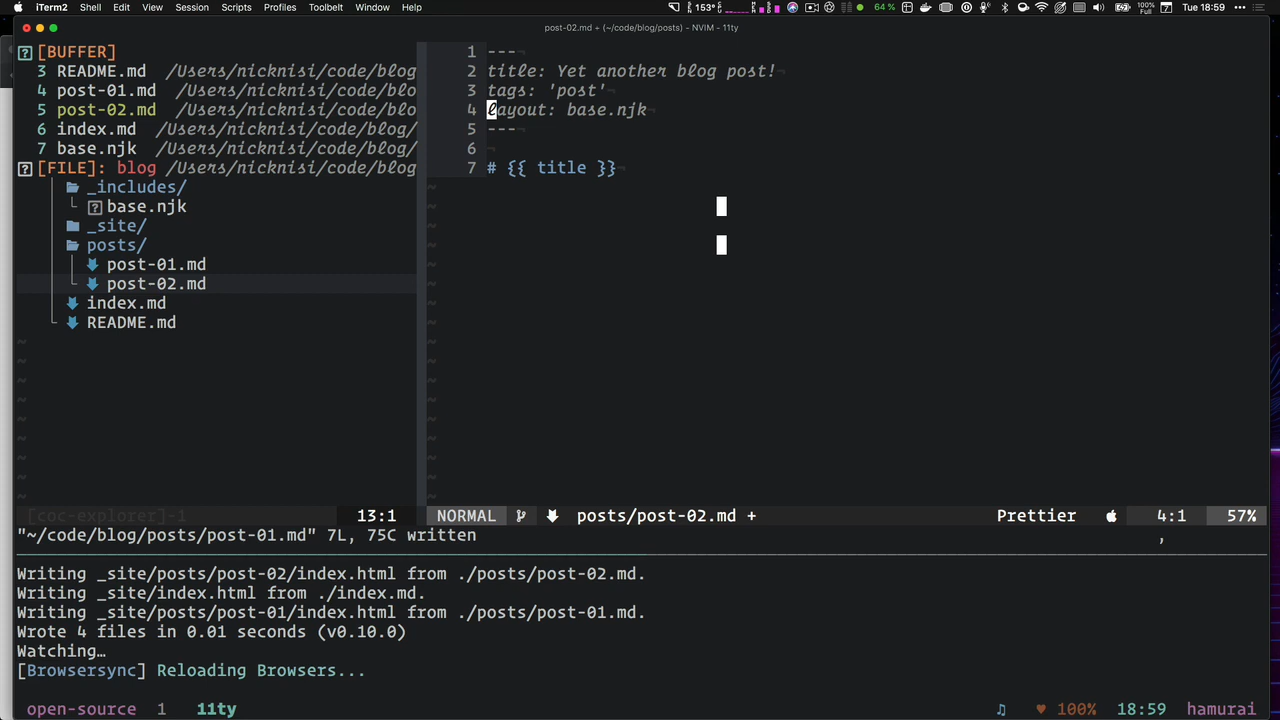 iTerm2 Shell Edit View Session Scripts Profiles Toolbelt Window Help 153° 64 % 100% Full 7 Tue 18:59
post-02.md + (~/code/blog/posts) - NVIM - 11ty
[BUFFER]
3 README.md /Users/nicknisi/code/blog
4 post-01.md /Users/nicknisi/code/blo
5 post-02.md /Users/nicknisi/code/blo
6 index.md /Users/nicknisi/code/blog/
7 base.njk /Users/nicknisi/code/blog/
[FILE]: blog /Users/nicknisi/code/blog
_includes/
base.njk
_site/
posts/
post-01.md
post-02.md
index.md
README.md
1 ---¬
2 title: Yet another blog post!¬
3 tags: 'post'¬
4 layout: base.njk¬
5 ---¬
6 ¬
7 # {{ title }}¬
[coc-explorer]-1 13:1
NORMAL posts/post-02.md + Prettier 4:1 57%
"~/code/blog/posts/post-01.md" 7L, 75C written ,
Writing _site/posts/post-02/index.html from ./posts/post-02.md.
Writing _site/index.html from ./index.md.
Writing _site/posts/post-01/index.html from ./posts/post-01.md.
Wrote 4 files in 0.01 seconds (v0.10.0)
Watching…
[Browsersync] Reloading Browsers...
open-source 1 11ty ♫ ♥ 100% 18:59 hamurai